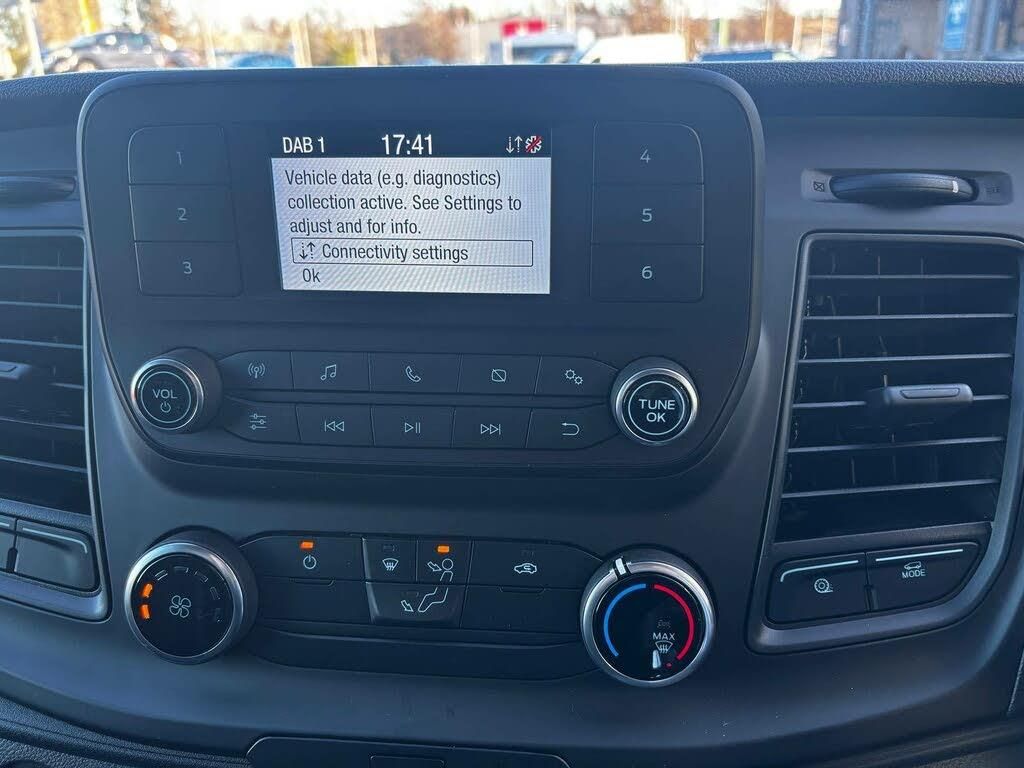 DAB 1 17:41
1
4
Vehicle data (e.g. diagnostics)
collection active. See Settings to
adjust and for info.
Connectivity settings
Ok
2
5
3
6
VOL
TUNE
OK
MAX
MODE